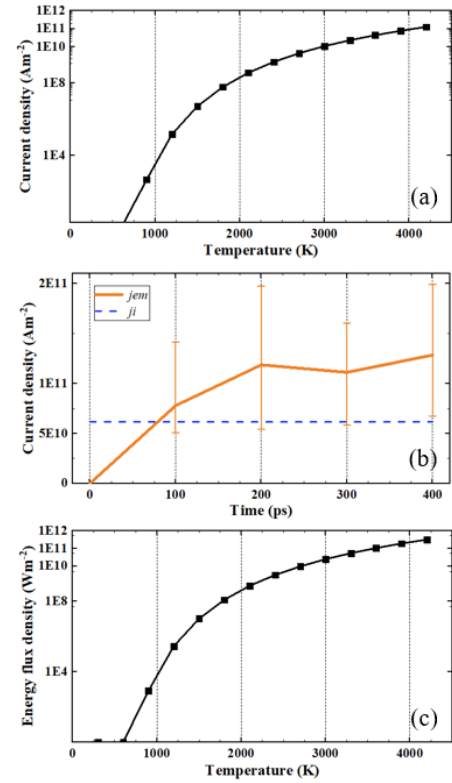 1E12
1E11
1E10
1E8
1E4
Current density (Am-2)
(a)
0 1000 2000 3000 4000
Temperature (K)
2E11
1E11
5E10
0
Current density (Am-2)
jem
ji
(b)
0 100 200 300 400
Time (ps)
1E12
1E11
1E10
1E8
1E4
Energy flux density (Wm-2)
(c)
0 1000 2000 3000 4000
Temperature (K)